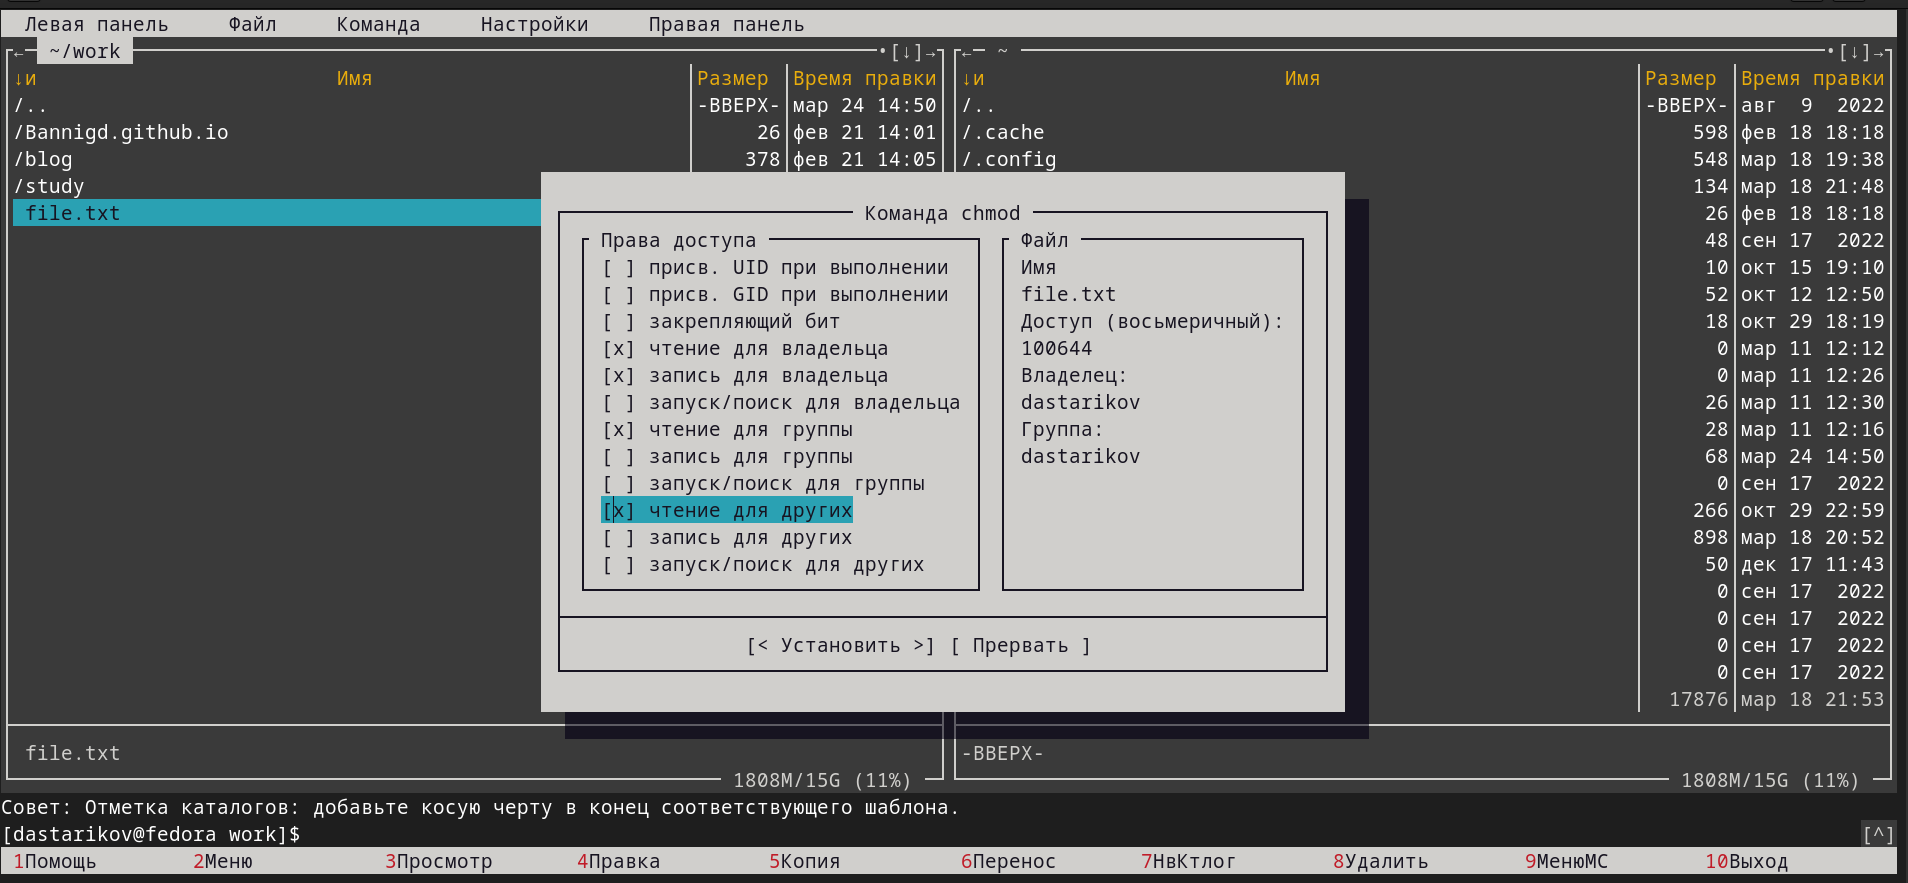 Левая панель Файл Команда Настройки Правая панель
← ~/work •[↓]→ ← ~ •[↓]→
↓и Имя Размер Время правки ↓и Имя Размер Время правки
/.. -ВВЕРХ- мар 24 14:50 /.. -ВВЕРХ- авг 9 2022
/Bannigd.github.io 26 фев 21 14:01 /.cache 598 фев 18 18:18
/blog 378 фев 21 14:05 /.config 548 мар 18 19:38
/study 134 мар 18 21:48
file.txt Команда chmod 26 фев 18 18:18
Права доступа Файл 48 сен 17 2022
[ ] присв. UID при выполнении Имя 10 окт 15 19:10
[ ] присв. GID при выполнении file.txt 52 окт 12 12:50
[ ] закрепляющий бит Доступ (восьмеричный): 18 окт 29 18:19
[x] чтение для владельца 100644 0 мар 11 12:12
[x] запись для владельца Владелец: 0 мар 11 12:26
[ ] запуск/поиск для владельца dastarikov 26 мар 11 12:30
[x] чтение для группы Группа: 28 мар 11 12:16
[ ] запись для группы dastarikov 68 мар 24 14:50
[ ] запуск/поиск для группы 0 сен 17 2022
[x] чтение для других 266 окт 29 22:59
[ ] запись для других 898 мар 18 20:52
[ ] запуск/поиск для других 50 дек 17 11:43
0 сен 17 2022
0 сен 17 2022
[< Установить >] [ Прервать ] 0 сен 17 2022
0 сен 17 2022
17876 мар 18 21:53
file.txt -ВВЕРХ-
1808M/15G (11%) 1808M/15G (11%)
Совет: Отметка каталогов: добавьте косую черту в конец соответствующего шаблона.
[dastarikov@fedora work]$ [^]
1Помощь 2Меню 3Просмотр 4Правка 5Копия 6Перенос 7НвКтлог 8Удалить 9МенюMC 10Выход